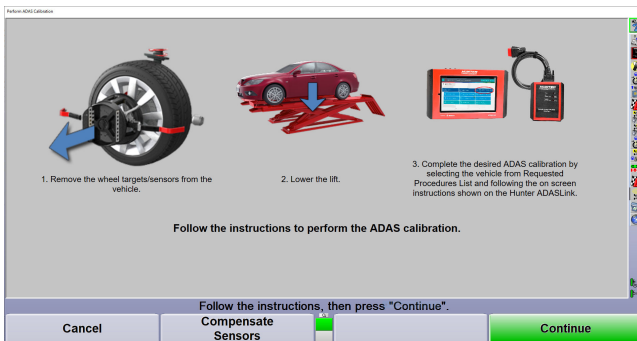 Perform ADAS Calibration
1. Remove the wheel targets/sensors from the
vehicle.
2. Lower the lift.
3. Complete the desired ADAS calibration by
selecting the vehicle from Requested
Procedures List and following the on screen
instructions shown on the Hunter ADASLink.
Follow the instructions to perform the ADAS calibration.
Follow the instructions, then press "Continue".
Cancel
Compensate
Sensors
Continue